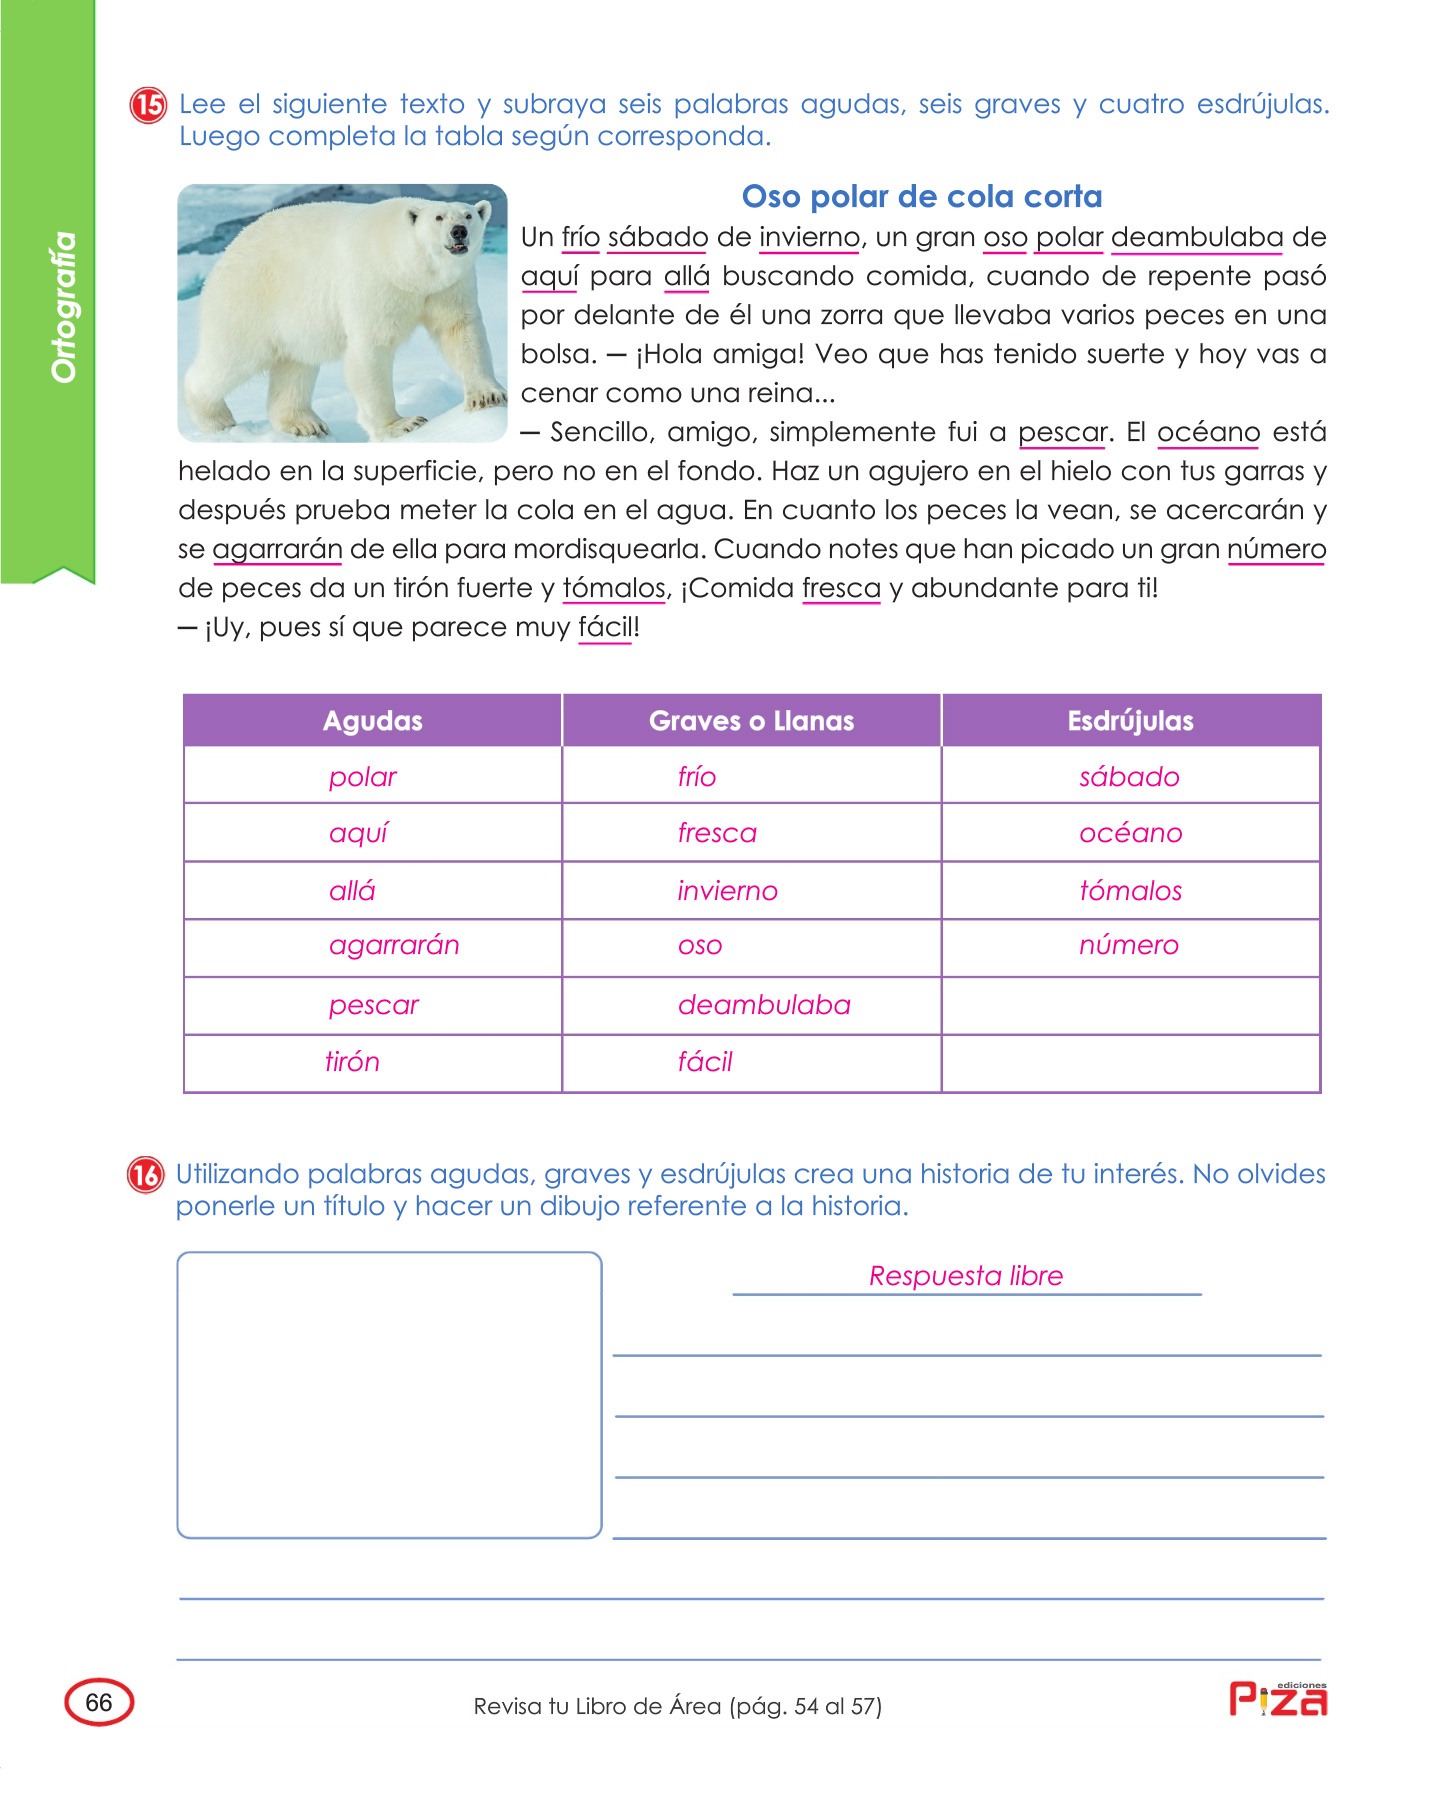 Ortografía
15 Lee el siguiente texto y subraya seis palabras agudas, seis graves y cuatro esdrújulas.
Luego completa la tabla según corresponda.
Oso polar de cola corta
Un frío sábado de invierno, un gran oso polar deambulaba de
aquí para allá buscando comida, cuando de repente pasó
por delante de él una zorra que llevaba varios peces en una
bolsa. — ¡Hola amiga! Veo que has tenido suerte y hoy vas a
cenar como una reina...
— Sencillo, amigo, simplemente fui a pescar. El océano está
helado en la superficie, pero no en el fondo. Haz un agujero en el hielo con tus garras y
después prueba meter la cola en el agua. En cuanto los peces la vean, se acercarán y
se agarrarán de ella para mordisquearla. Cuando notes que han picado un gran número
de peces da un tirón fuerte y tómalos, ¡Comida fresca y abundante para ti!
— ¡Uy, pues sí que parece muy fácil!
Agudas Graves o Llanas Esdrújulas
polar frío sábado
aquí fresca océano
allá invierno tómalos
agarrarán oso número
pescar deambulaba
tirón fácil
16 Utilizando palabras agudas, graves y esdrújulas crea una historia de tu interés. No olvides
ponerle un título y hacer un dibujo referente a la historia.
Respuesta libre
66
Revisa tu Libro de Área (pág. 54 al 57)
ediciones
Piza